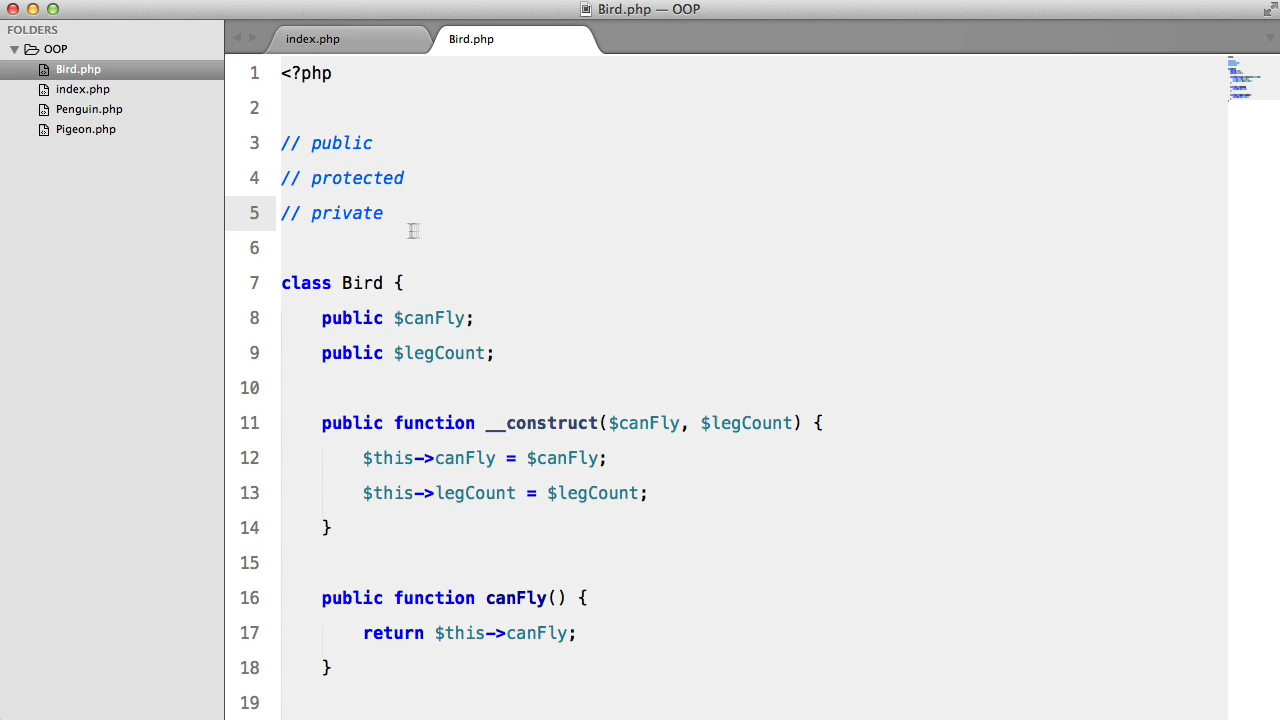 Bird.php — OOP
FOLDERS
OOP
Bird.php
index.php
Penguin.php
Pigeon.php
index.php
Bird.php
1 <?php
2
3 // public
4 // protected
5 // private
6
7 class Bird {
8 public $canFly;
9 public $legCount;
10
11 public function __construct($canFly, $legCount) {
12 $this->canFly = $canFly;
13 $this->legCount = $legCount;
14 }
15
16 public function canFly() {
17 return $this->canFly;
18 }
19